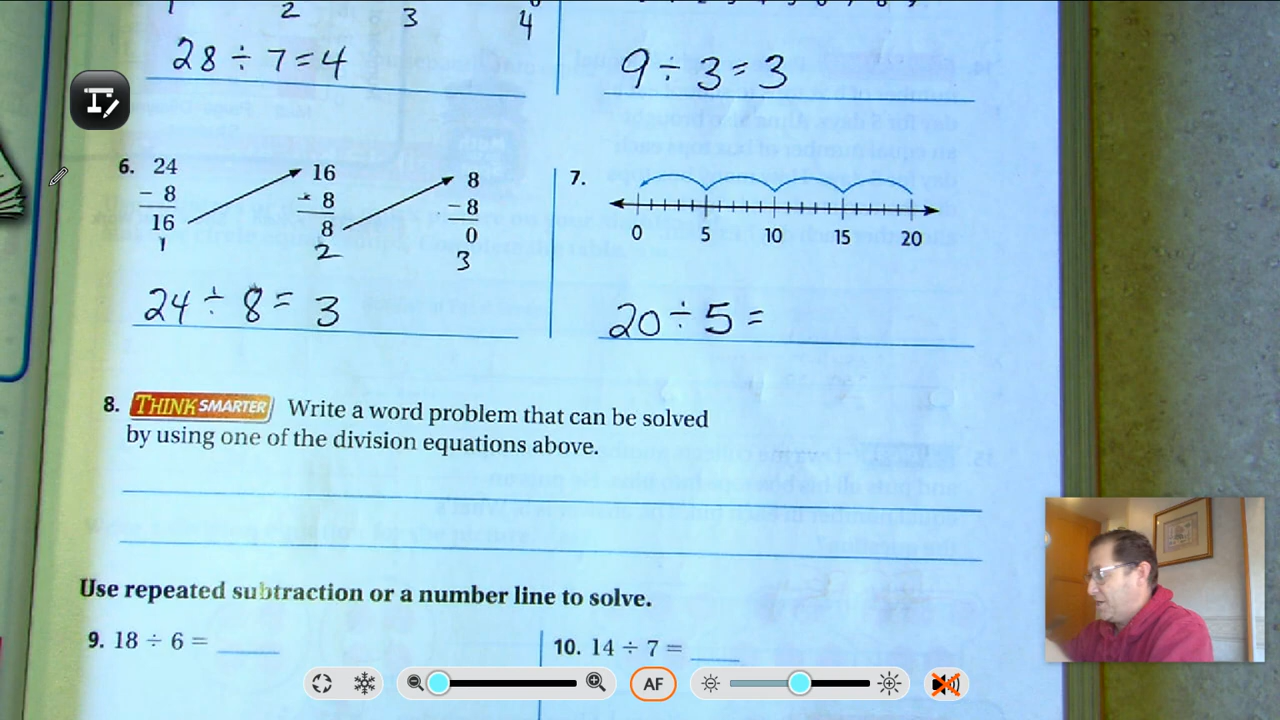 1 2 3 4
28 ÷ 7 = 4
9 ÷ 3 = 3
6. 24 16 8
- 8 - 8 - 8
16 8 0
1 2 3
24 ÷ 8 = 3
7.
0 5 10 15 20
20 ÷ 5 =
8. THINK SMARTER Write a word problem that can be solved
by using one of the division equations above.
Use repeated subtraction or a number line to solve.
9. 18 ÷ 6 = ____
10. 14 ÷ 7 = ____
AF